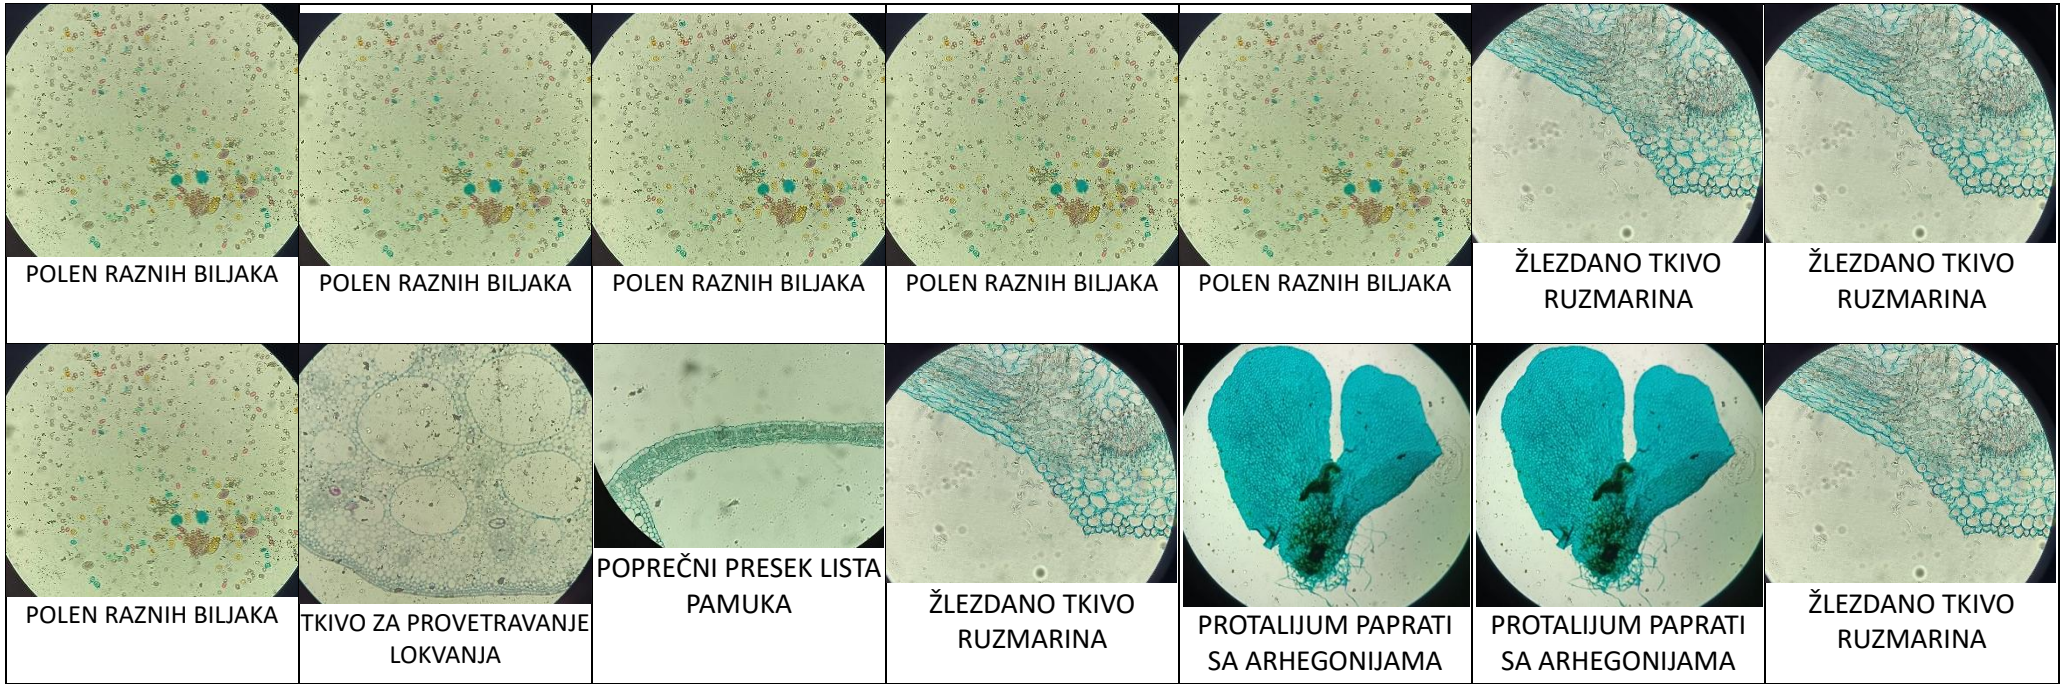 POLEN RAZNIH BILJAKA
POLEN RAZNIH BILJAKA
POLEN RAZNIH BILJAKA
POLEN RAZNIH BILJAKA
POLEN RAZNIH BILJAKA
ŽLEZDANO TKIVO
RUZMARINA
ŽLEZDANO TKIVO
RUZMARINA
POLEN RAZNIH BILJAKA
TKIVO ZA PROVETRAVANJE
LOKVANJA
POPREČNI PRESEK LISTA
PAMUKA
ŽLEZDANO TKIVO
RUZMARINA
PROTALIJUM PAPRATI
SA ARHEGONIJAMA
PROTALIJUM PAPRATI
SA ARHEGONIJAMA
ŽLEZDANO TKIVO
RUZMARINA